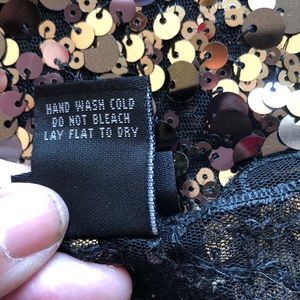 HAND WASH COLD
DO NOT BLEACH
LAY FLAT TO DRY